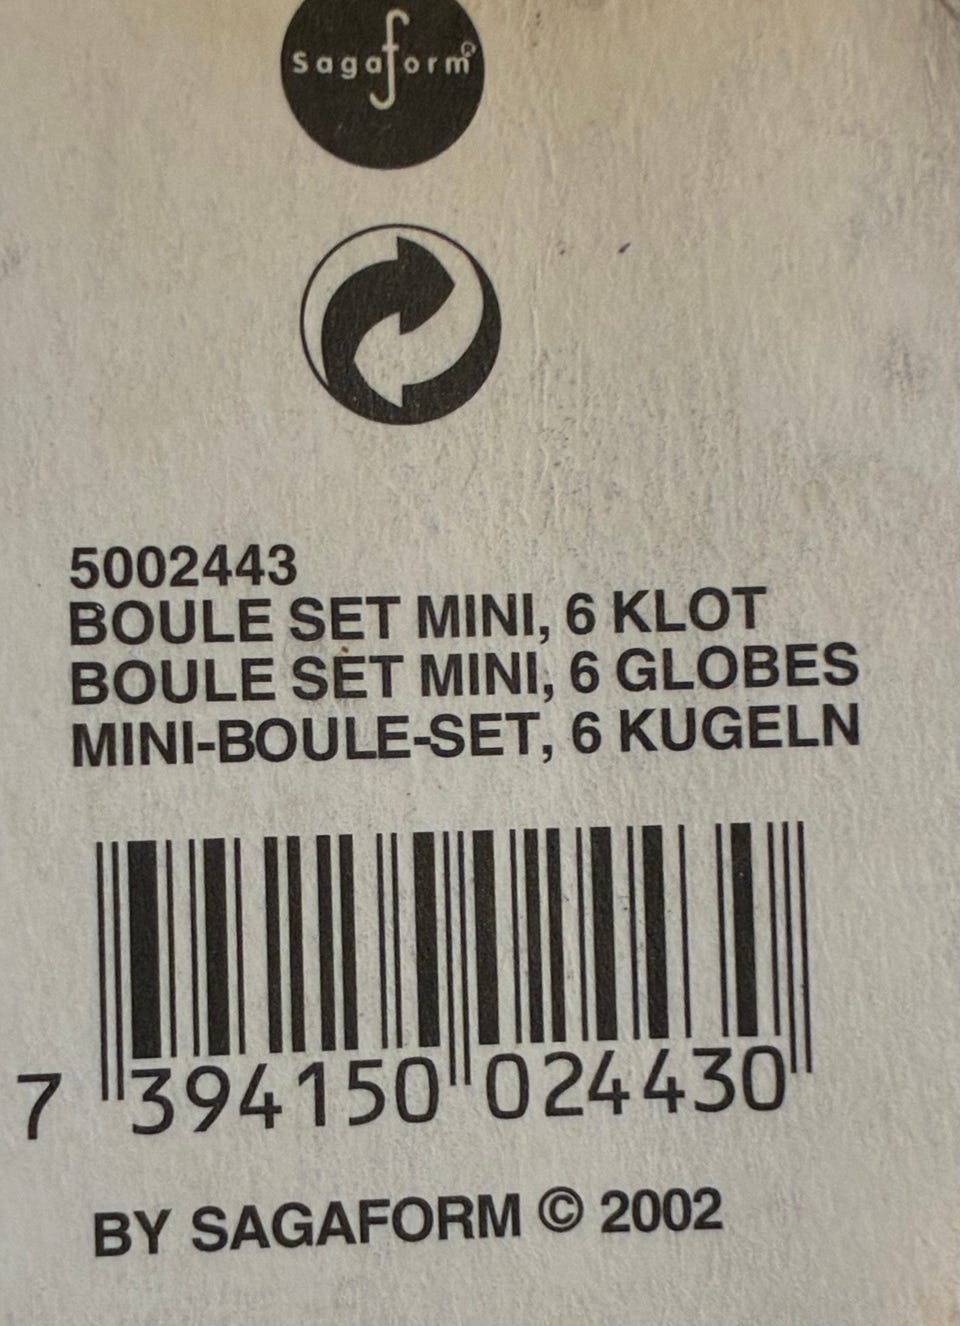 sagaform®
5002443
BOULE SET MINI, 6 KLOT
BOULE SET MINI, 6 GLOBES
MINI-BOULE-SET, 6 KUGELN
7 394150 024430
BY SAGAFORM © 2002